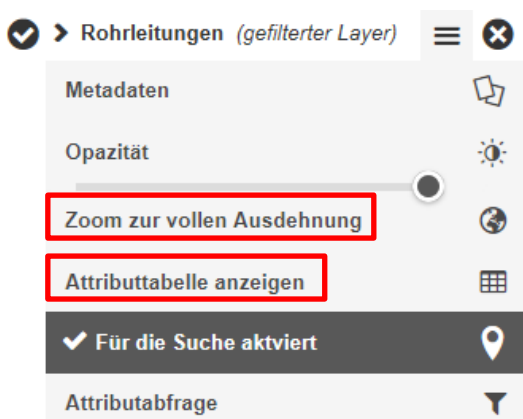 Rohrleitungen (gefilterter Layer)
Metadaten
Opazität
Zoom zur vollen Ausdehnung
Attributtabelle anzeigen
Für die Suche aktviert
Attributabfrage